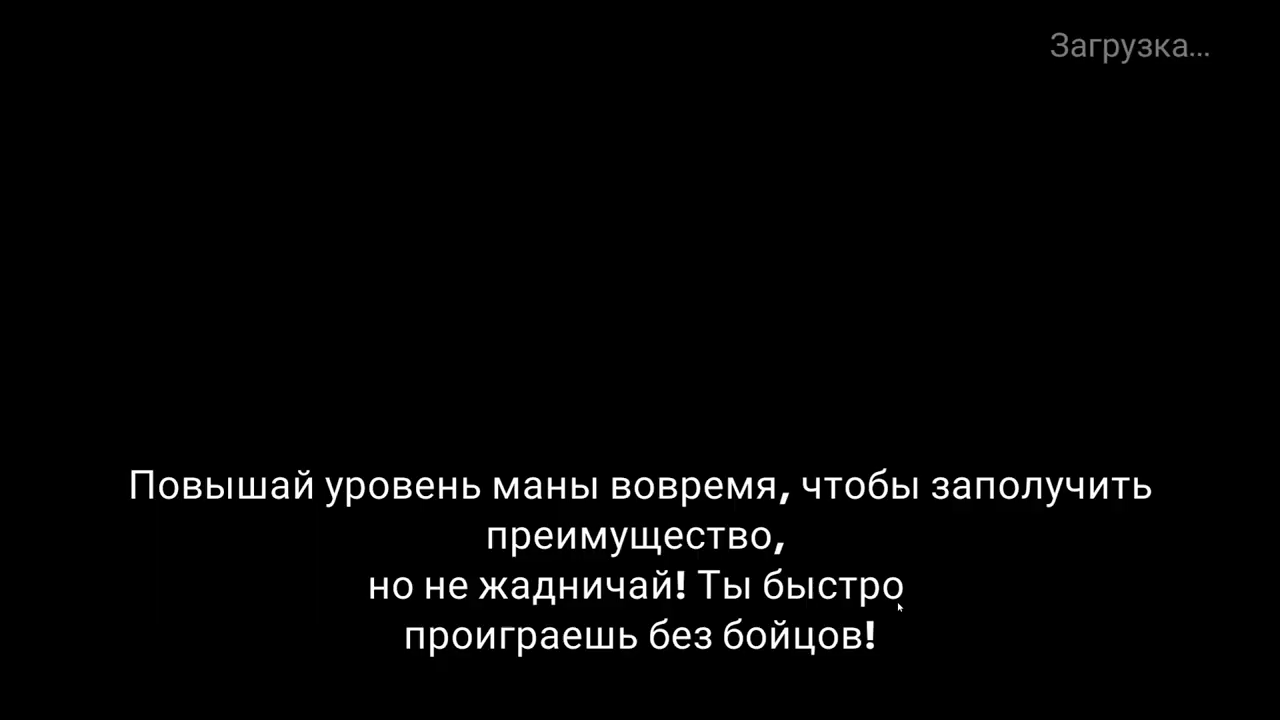 Загрузка...
Повышай уровень маны вовремя, чтобы заполучить
преимущество,
но не жадничай! Ты быстро
проиграешь без бойцов!